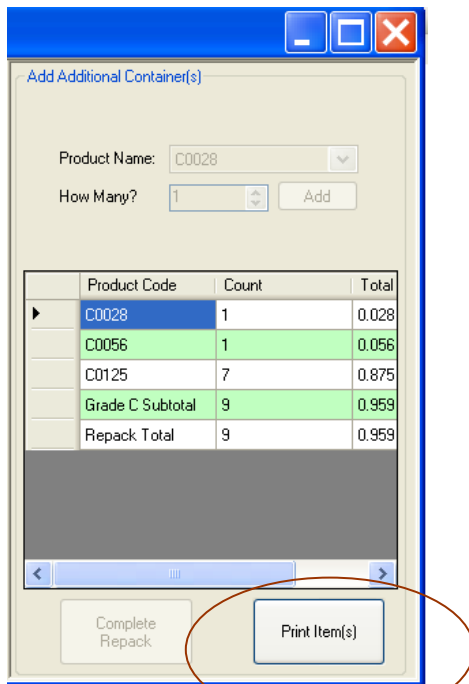 Add Additional Container(s)
Product Name: C0028
How Many? 1 Add
Product Code Count Total
C0028 1 0.028
C0056 1 0.056
C0125 7 0.875
Grade C Subtotal 9 0.959
Repack Total 9 0.959
Complete
Repack
Print Item(s)